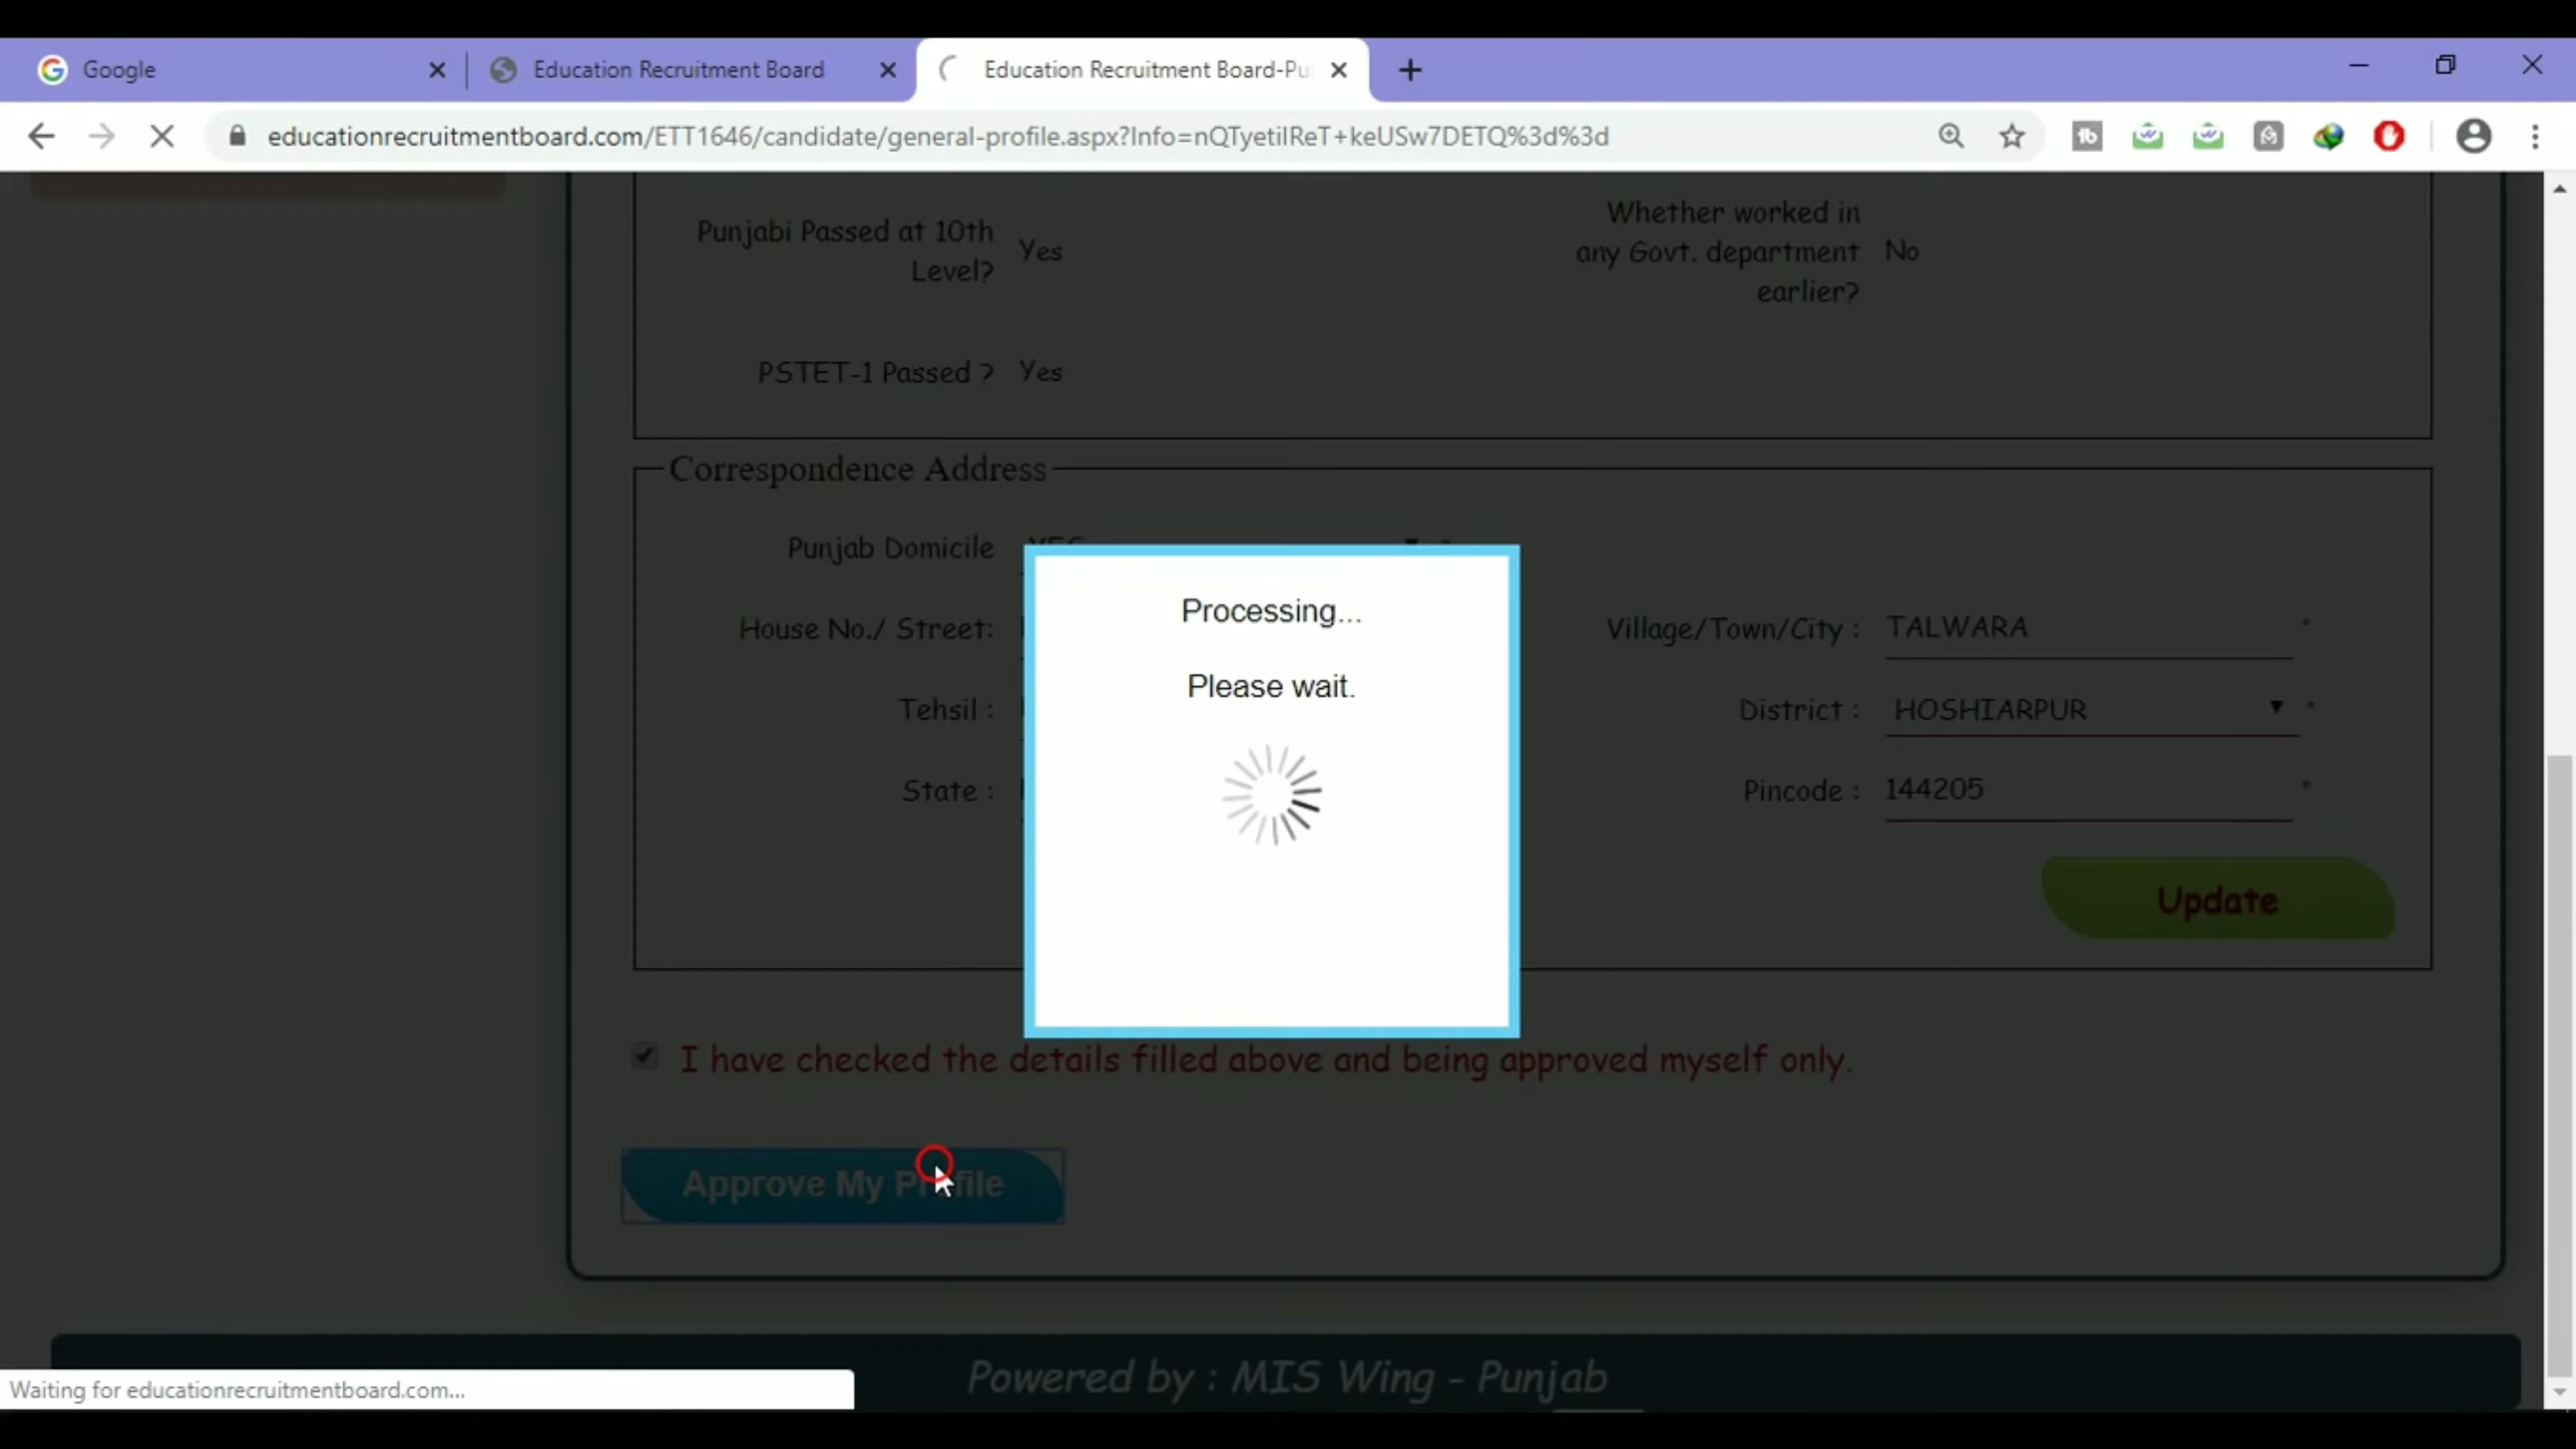 Google
Education Recruitment Board
Education Recruitment Board-Pu
educationrecruitmentboard.com/ETT1646/candidate/general-profile.aspx?Info=nQTyetilReT+keUSw7DETQ%3d%3d
Punjabi Passed at 10th
Level?
Yes
Whether worked in
any Govt. department
earlier?
No
PSTET-1 Passed ?
Yes
Correspondence Address
Punjab Domicile
House No./ Street:
Village/Town/City :
TALWARA
*
Tehsil :
District :
HOSHIARPUR
*
State :
Pincode :
144205
*
Processing...
Please wait.
Update
I have checked the details filled above and being approved myself only.
Approve My Profile
Powered by : MIS Wing - Punjab
Waiting for educationrecruitmentboard.com...